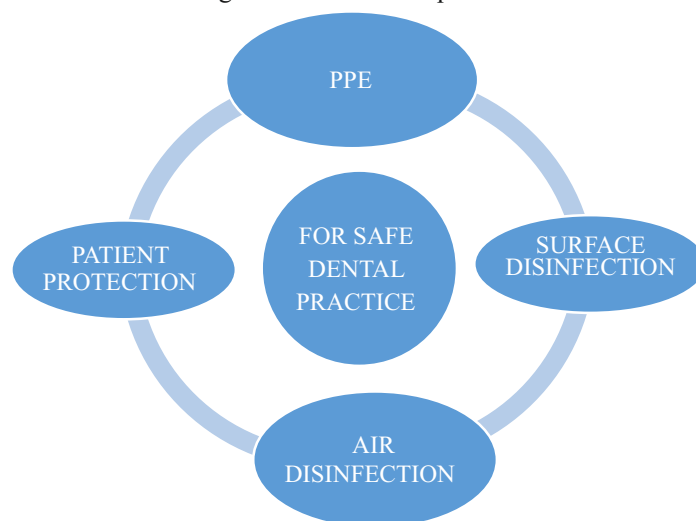 PPE
FOR SAFE
DENTAL
PRACTICE
PATIENT
PROTECTION
SURFACE
DISINFECTION
AIR
DISINFECTION